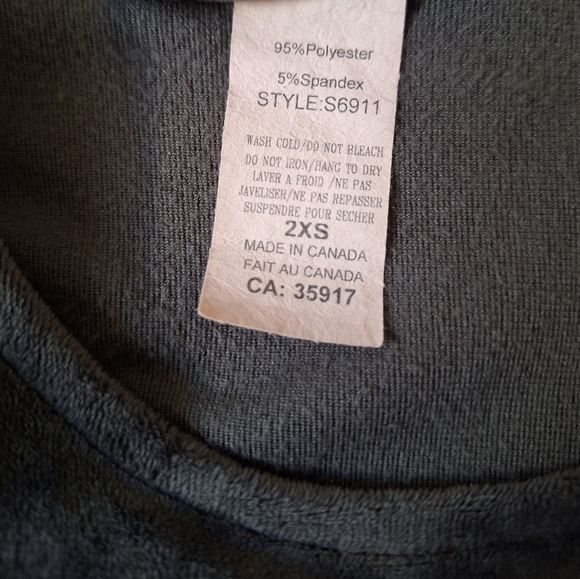 95%Polyester
5%Spandex
STYLE:S6911
WASH COLD/DO NOT BLEACH
DO NOT IRON/HANG TO DRY
LAVER A FROID /NE PAS
JAVELISER/NE PAS REPASSER
SUSPENDRE POUR SECHER
2XS
MADE IN CANADA
FAIT AU CANADA
CA: 35917